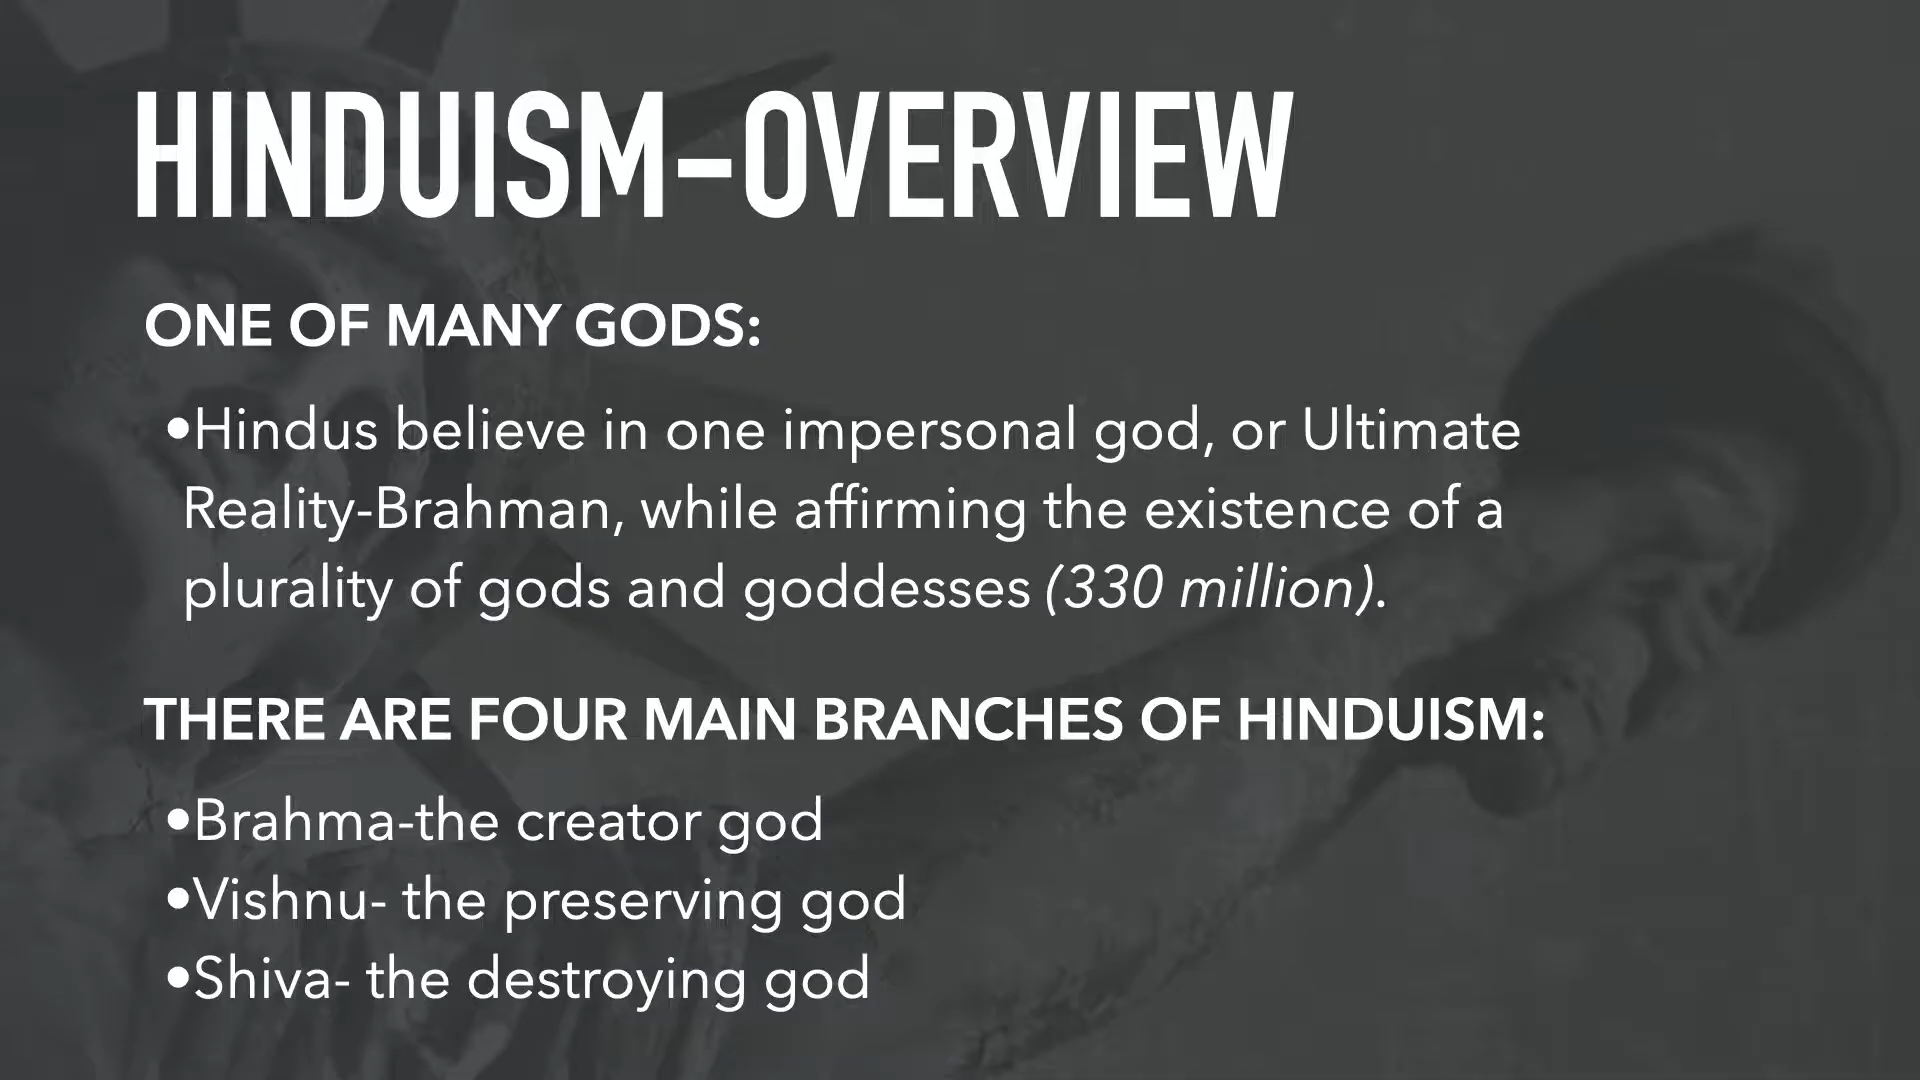 HINDUISM-OVERVIEW
ONE OF MANY GODS:
•Hindus believe in one impersonal god, or Ultimate
Reality-Brahman, while affirming the existence of a
plurality of gods and goddesses (330 million).
THERE ARE FOUR MAIN BRANCHES OF HINDUISM:
•Brahma-the creator god
•Vishnu- the preserving god
•Shiva- the destroying god